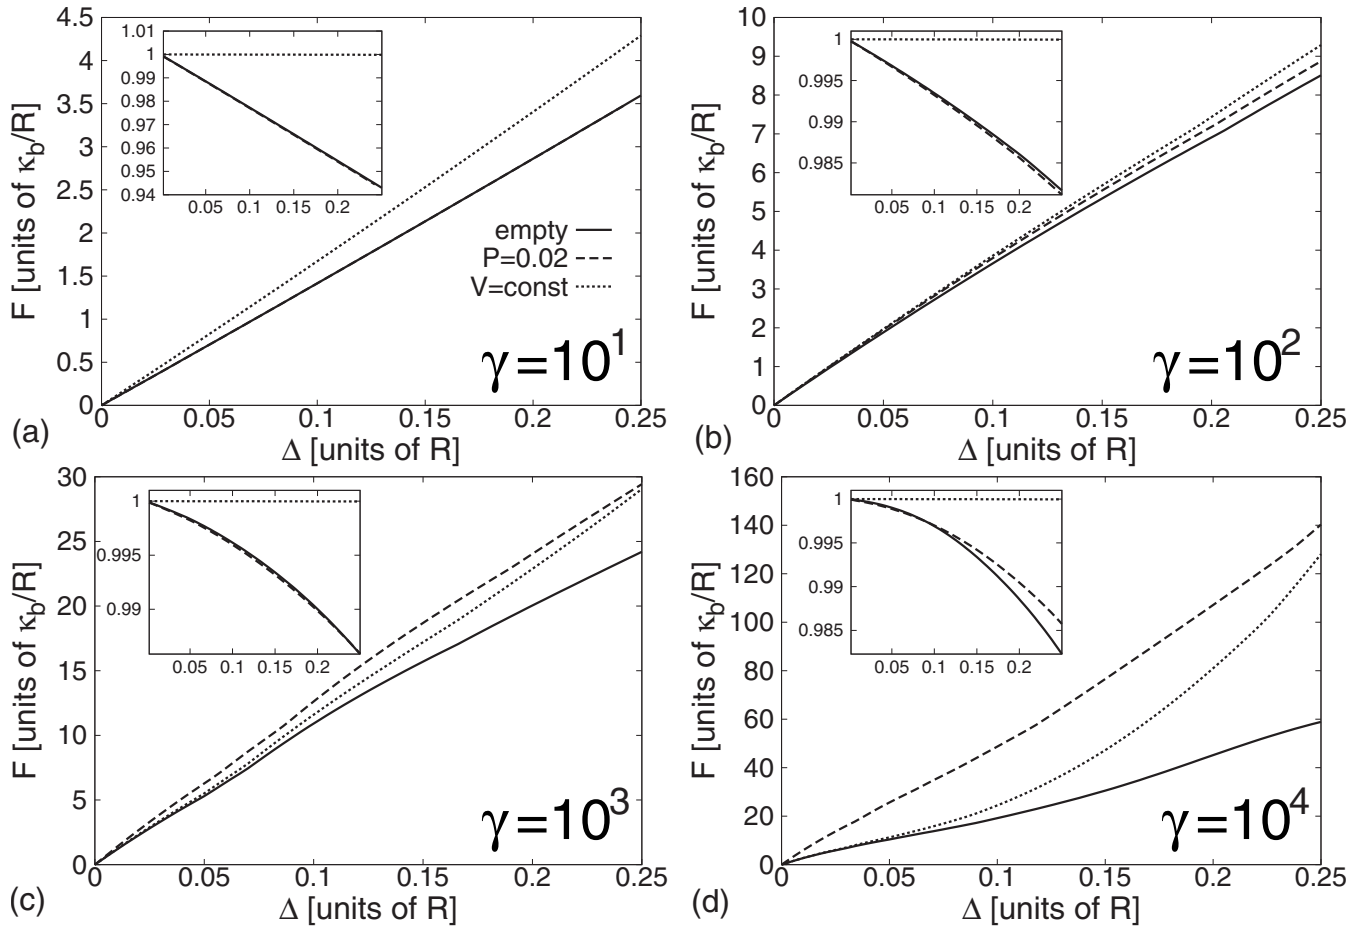 4.5
4
3.5
3
2.5
2
1.5
1
0.5
0
F [units of κb/R]
1.01
1
0.99
0.98
0.97
0.96
0.95
0.94
0.05 0.1 0.15 0.2
empty
P=0.02
V=const
γ=10^1
0 0.05 0.1 0.15 0.2 0.25
Δ [units of R]
(a)
10
9
8
7
6
5
4
3
2
1
0
F [units of κb/R]
1
0.995
0.99
0.985
0.05 0.1 0.15 0.2
γ=10^2
0 0.05 0.1 0.15 0.2 0.25
Δ [units of R]
(b)
30
25
20
15
10
5
0
F [units of κb/R]
1
0.995
0.99
0.05 0.1 0.15 0.2
γ=10^3
0 0.05 0.1 0.15 0.2 0.25
Δ [units of R]
(c)
160
140
120
100
80
60
40
20
0
F [units of κb/R]
1
0.995
0.99
0.985
0.05 0.1 0.15 0.2
γ=10^4
0 0.05 0.1 0.15 0.2 0.25
Δ [units of R]
(d)